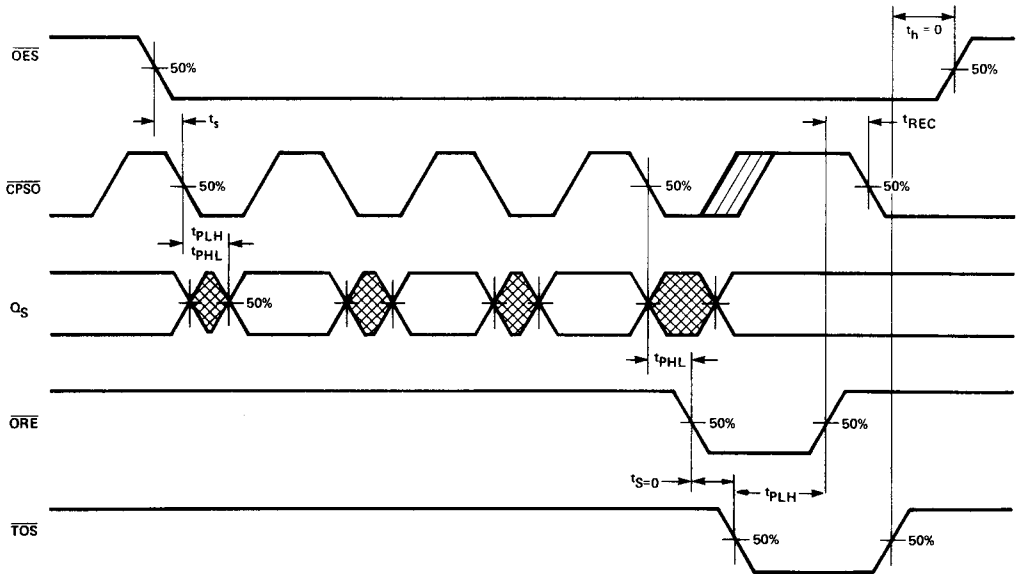 t_h = 0
OES
50%
50%
t_s
t_REC
CPSO
50%
50%
50%
t_PLH
t_PHL
Q_S
50%
t_PHL
ORE
50%
50%
t_S=0
t_PLH
TOS
50%
50%